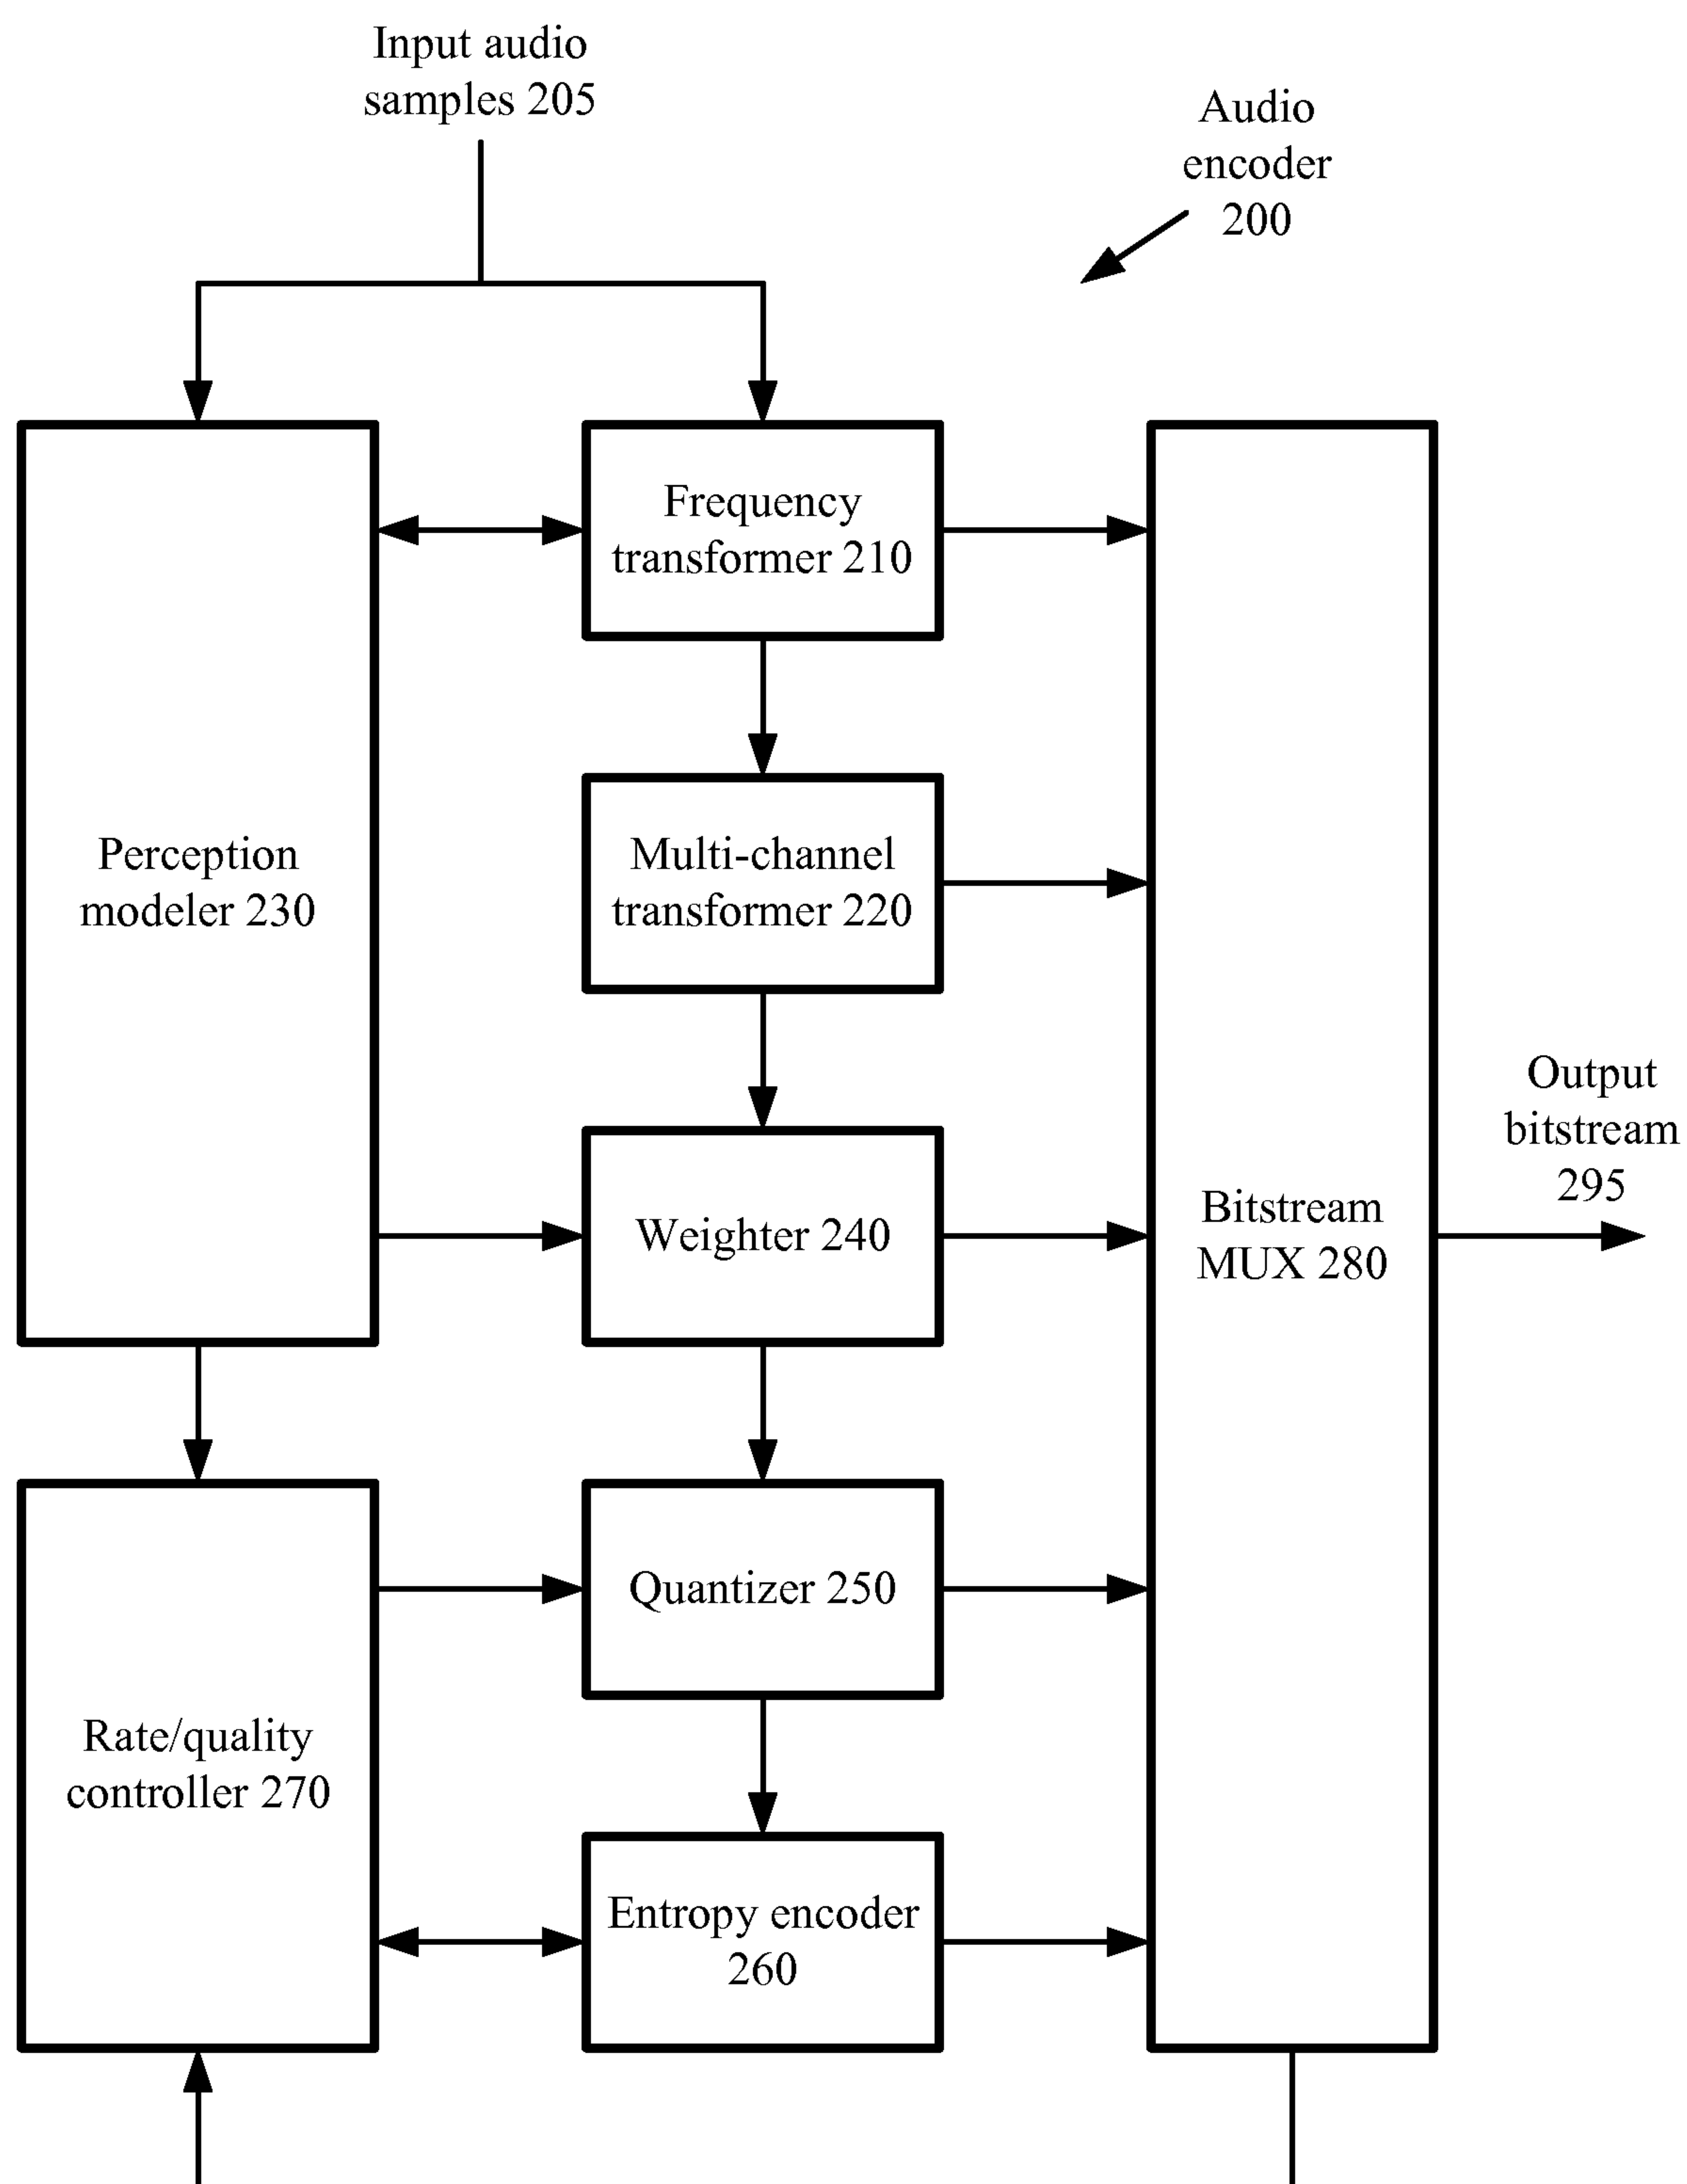 Input audio
samples 205
Audio
encoder
200
Frequency
transformer 210
Perception
modeler 230
Multi-channel
transformer 220
Output
bitstream
295
Weighter 240
Bitstream
MUX 280
Quantizer 250
Rate/quality
controller 270
Entropy encoder
260